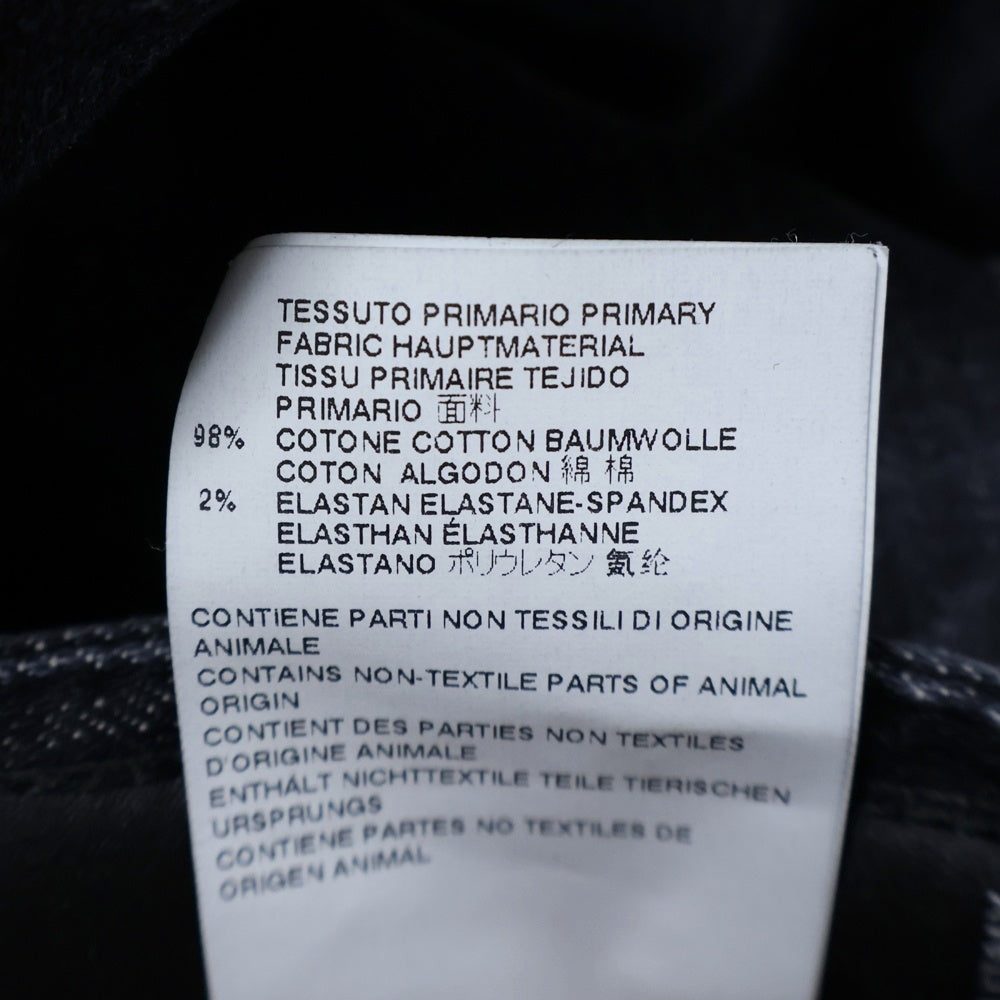 TESSUTO PRIMARIO PRIMARY
FABRIC HAUPTMATERIAL
TISSU PRIMAIRE TEJIDO
PRIMARIO 面料
98% COTONE COTTON BAUMWOLLE
COTON ALGODON 綿 棉
2% ELASTAN ELASTANE-SPANDEX
ELASTHAN ÉLASTHANNE
ELASTANO ポリウレタン 氨纶
CONTIENE PARTI NON TESSILI DI ORIGINE
ANIMALE
CONTAINS NON-TEXTILE PARTS OF ANIMAL
ORIGIN
CONTIENT DES PARTIES NON TEXTILES
D'ORIGINE ANIMALE
ENTHÄLT NICHTTEXTILE TEILE TIERISCHEN
URSPRUNGS
CONTIENE PARTES NO TEXTILES DE
ORIGEN ANIMAL